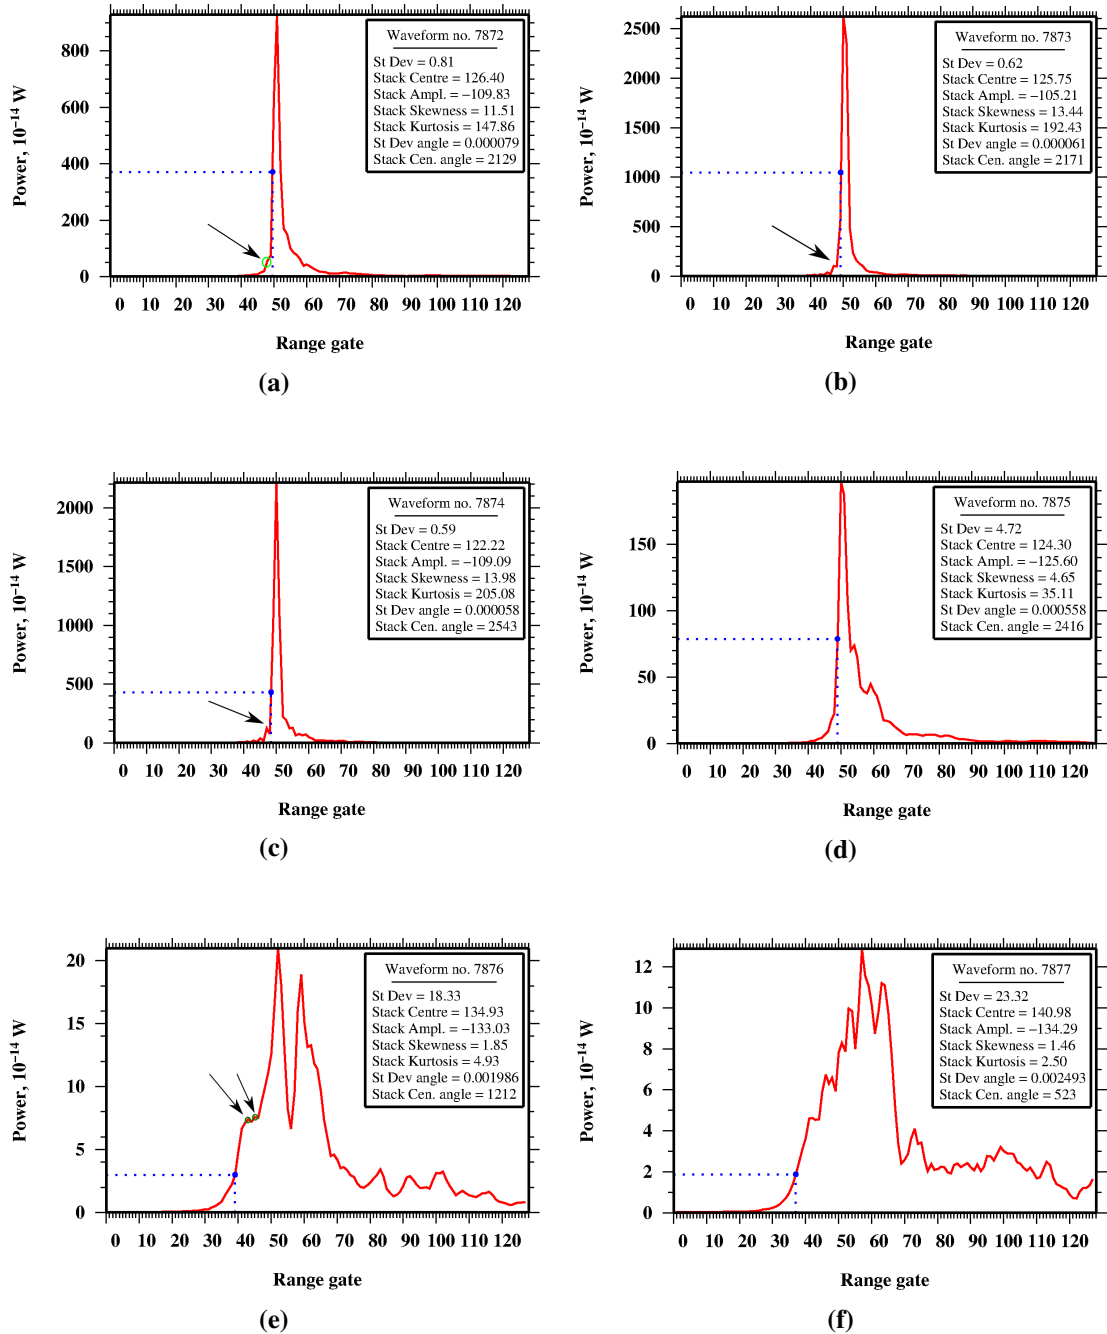 Waveform no. 7872
St Dev = 0.81
Stack Centre = 126.40
Stack Ampl. = −109.83
Stack Skewness = 11.51
Stack Kurtosis = 147.86
St Dev angle = 0.000079
Stack Cen. angle = 2129
Power, 10⁻¹⁴ W
800
600
400
200
0
0 10 20 30 40 50 60 70 80 90 100 120
Range gate
(a)
Waveform no. 7873
St Dev = 0.62
Stack Centre = 125.75
Stack Ampl. = −105.21
Stack Skewness = 13.44
Stack Kurtosis = 192.43
St Dev angle = 0.000061
Stack Cen. angle = 2171
Power, 10⁻¹⁴ W
2500
2000
1500
1000
500
0
0 10 20 30 40 50 60 70 80 90 100 120
Range gate
(b)
Waveform no. 7874
St Dev = 0.59
Stack Centre = 122.22
Stack Ampl. = −109.09
Stack Skewness = 13.98
Stack Kurtosis = 205.08
St Dev angle = 0.000058
Stack Cen. angle = 2543
Power, 10⁻¹⁴ W
2000
1500
1000
500
0
0 10 20 30 40 50 60 70 80 90 100 120
Range gate
(c)
Waveform no. 7875
St Dev = 4.72
Stack Centre = 124.30
Stack Ampl. = −125.60
Stack Skewness = 4.65
Stack Kurtosis = 35.11
St Dev angle = 0.000558
Stack Cen. angle = 2416
Power, 10⁻¹⁴ W
150
100
50
0
0 10 20 30 40 50 60 70 80 90 100 120
Range gate
(d)
Waveform no. 7876
St Dev = 18.33
Stack Centre = 134.93
Stack Ampl. = −133.03
Stack Skewness = 1.85
Stack Kurtosis = 4.93
St Dev angle = 0.001986
Stack Cen. angle = 1212
Power, 10⁻¹⁴ W
20
15
10
5
0
0 10 20 30 40 50 60 70 80 90 100 120
Range gate
(e)
Waveform no. 7877
St Dev = 23.32
Stack Centre = 140.98
Stack Ampl. = −134.29
Stack Skewness = 1.46
Stack Kurtosis = 2.50
St Dev angle = 0.002493
Stack Cen. angle = 523
Power, 10⁻¹⁴ W
12
10
8
6
4
2
0
0 10 20 30 40 50 60 70 80 90 100 120
Range gate
(f)